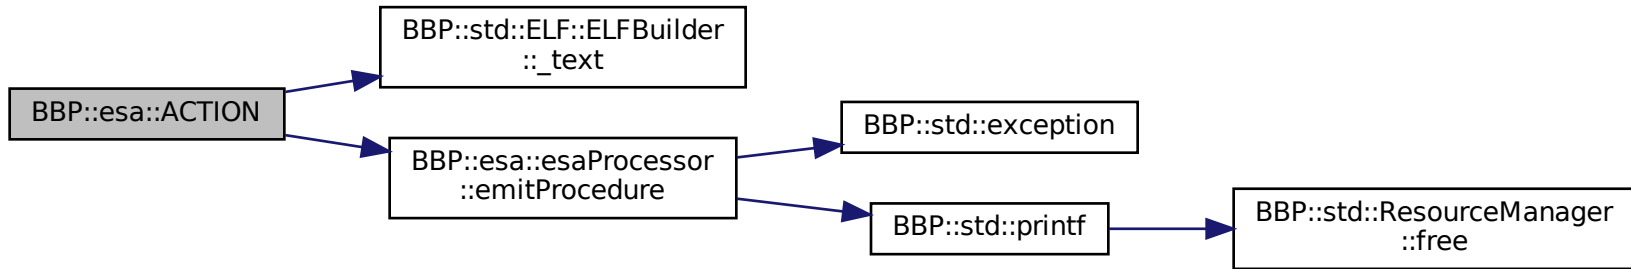 BBP::esa::ACTION
BBP::std::ELF::ELFBuilder
::_text
BBP::esa::esaProcessor
::emitProcedure
BBP::std::exception
BBP::std::printf
BBP::std::ResourceManager
::free